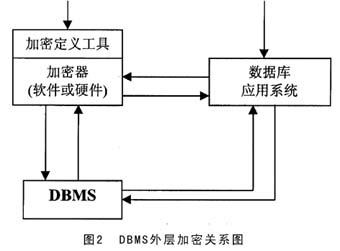 加密定义工具
加密器
(软件或硬件)
数据库
应用系统
DBMS
图2 DBMS外层加密关系图